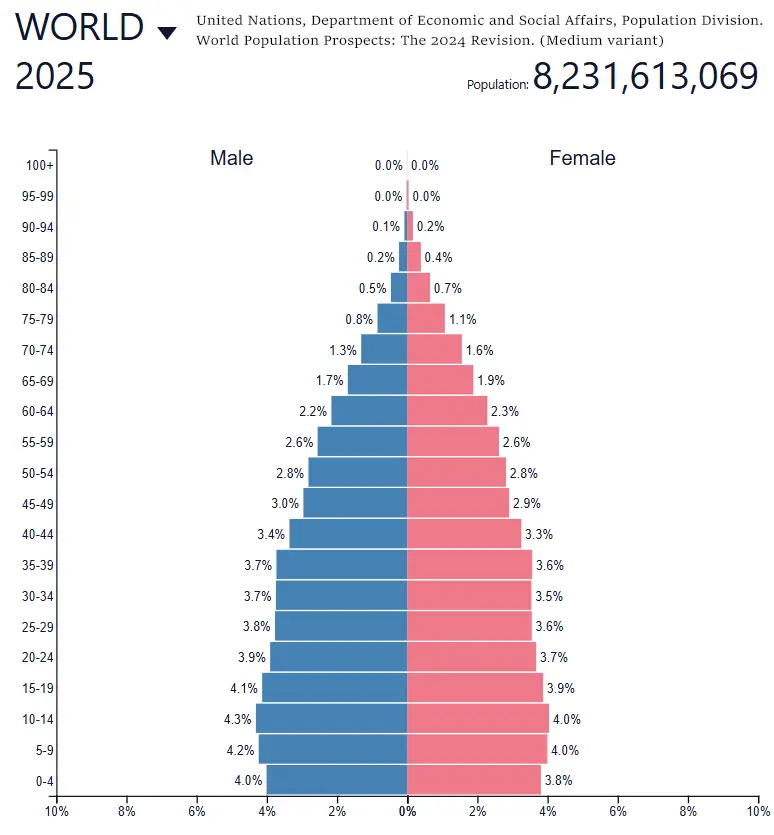 WORLD
United Nations, Department of Economic and Social Affairs, Population Division.
World Population Prospects: The 2024 Revision. (Medium variant)
2025
Population: 8,231,613,069
Male Female
100+ 0.0% 0.0%
95-99 0.0% 0.0%
90-94 0.1% 0.2%
85-89 0.2% 0.4%
80-84 0.5% 0.7%
75-79 0.8% 1.1%
70-74 1.3% 1.6%
65-69 1.7% 1.9%
60-64 2.2% 2.3%
55-59 2.6% 2.6%
50-54 2.8% 2.8%
45-49 3.0% 2.9%
40-44 3.4% 3.3%
35-39 3.7% 3.6%
30-34 3.7% 3.5%
25-29 3.8% 3.6%
20-24 3.9% 3.7%
15-19 4.1% 3.9%
10-14 4.3% 4.0%
5-9 4.2% 4.0%
0-4 4.0% 3.8%
10% 8% 6% 4% 2% 0% 2% 4% 6% 8% 10%